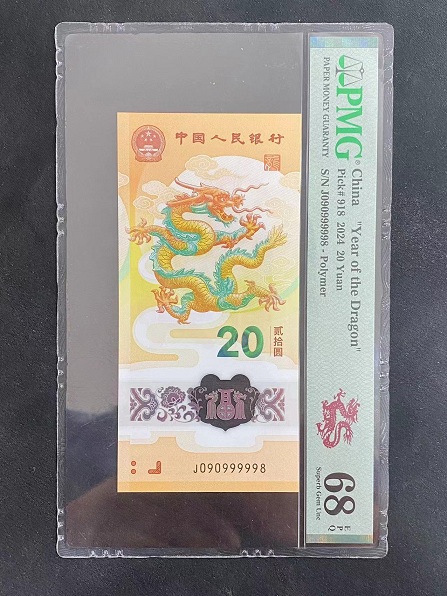 中国人民银行
20
贰拾圆
J090999998
PMG
PAPER MONEY GUARANTY
China "Year of the Dragon"
Pick# 918 2024 20 Yuan
S/N J090999998 - Polymer
68
EPQ
Superb Gem Unc